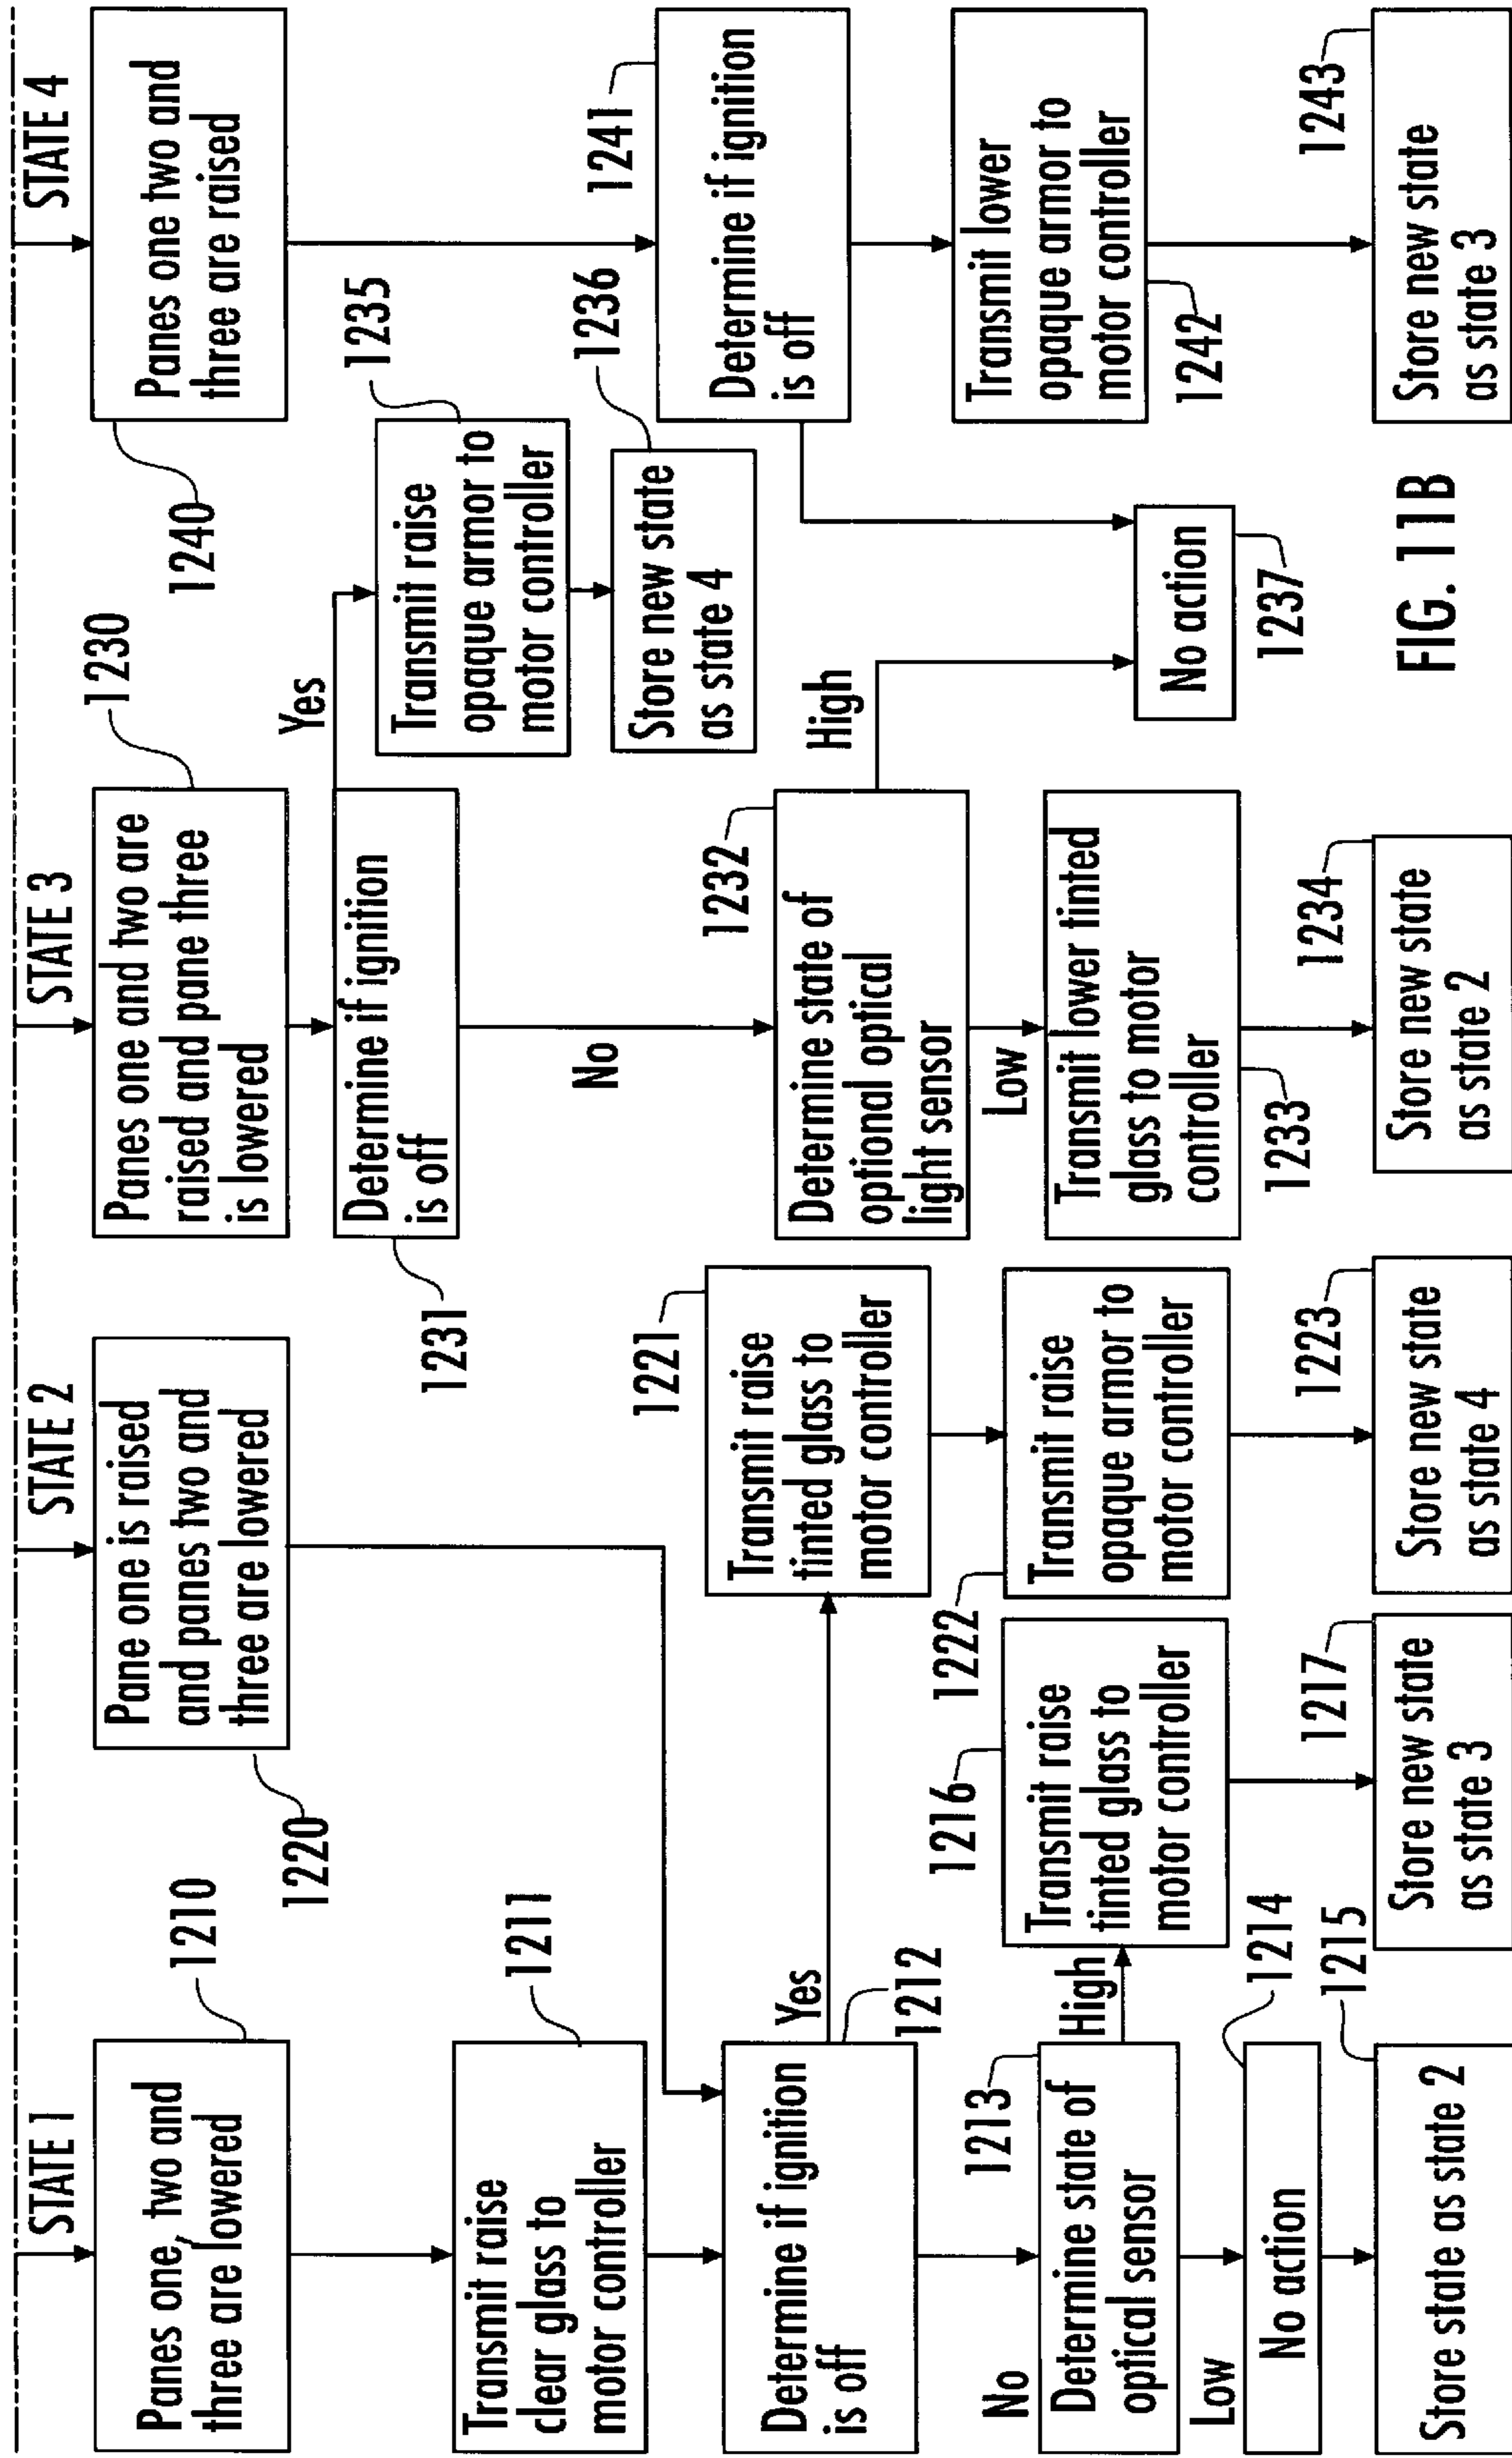 STATE 1
Panes one, two and
three are lowered
1210
Transmit raise
clear glass to
motor controller
1211
Determine if ignition
is off
1212
Yes
No
Determine state of
optical sensor
1213
High
Low
No action
1214
Store state as state 2
1215
Transmit raise
tinted glass to
motor controller
1216
Store new state
as state 3
1217
STATE 2
Pane one is raised
and panes two and
three are lowered
1220
Transmit raise
tinted glass to
motor controller
1221
Transmit raise
opaque armor to
motor controller
1222
Store new state
as state 4
1223
STATE 3
Panes one and two are
raised and pane three
is lowered
1230
Determine if ignition
is off
1231
Yes
No
Transmit raise
opaque armor to
motor controller
1235
Store new state
as state 4
1236
Determine state of
optional optical
light sensor
1232
High
Low
Transmit lower tinted
glass to motor
controller
1233
Store new state
as state 2
1234
No action
1237
STATE 4
Panes one two and
three are raised
1240
Determine if ignition
is off
1241
Transmit lower
opaque armor to
motor controller
1242
Store new state
as state 3
1243
FIG. 11B